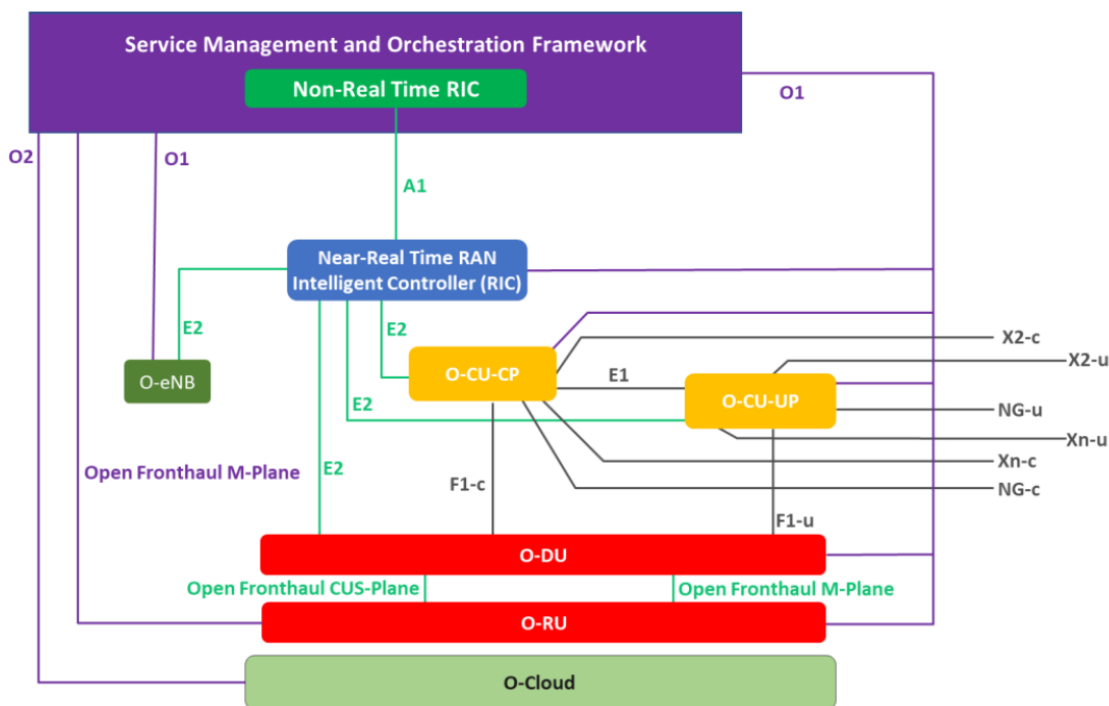 Service Management and Orchestration Framework
Non-Real Time RIC
O1
O2
O1
A1
Near-Real Time RAN
Intelligent Controller (RIC)
E2
E2
X2-c
O-CU-CP
E1
X2-u
O-eNB
O-CU-UP
E2
NG-u
Xn-u
Open Fronthaul M-Plane
E2
Xn-c
F1-c
NG-c
F1-u
O-DU
Open Fronthaul CUS-Plane
Open Fronthaul M-Plane
O-RU
O-Cloud